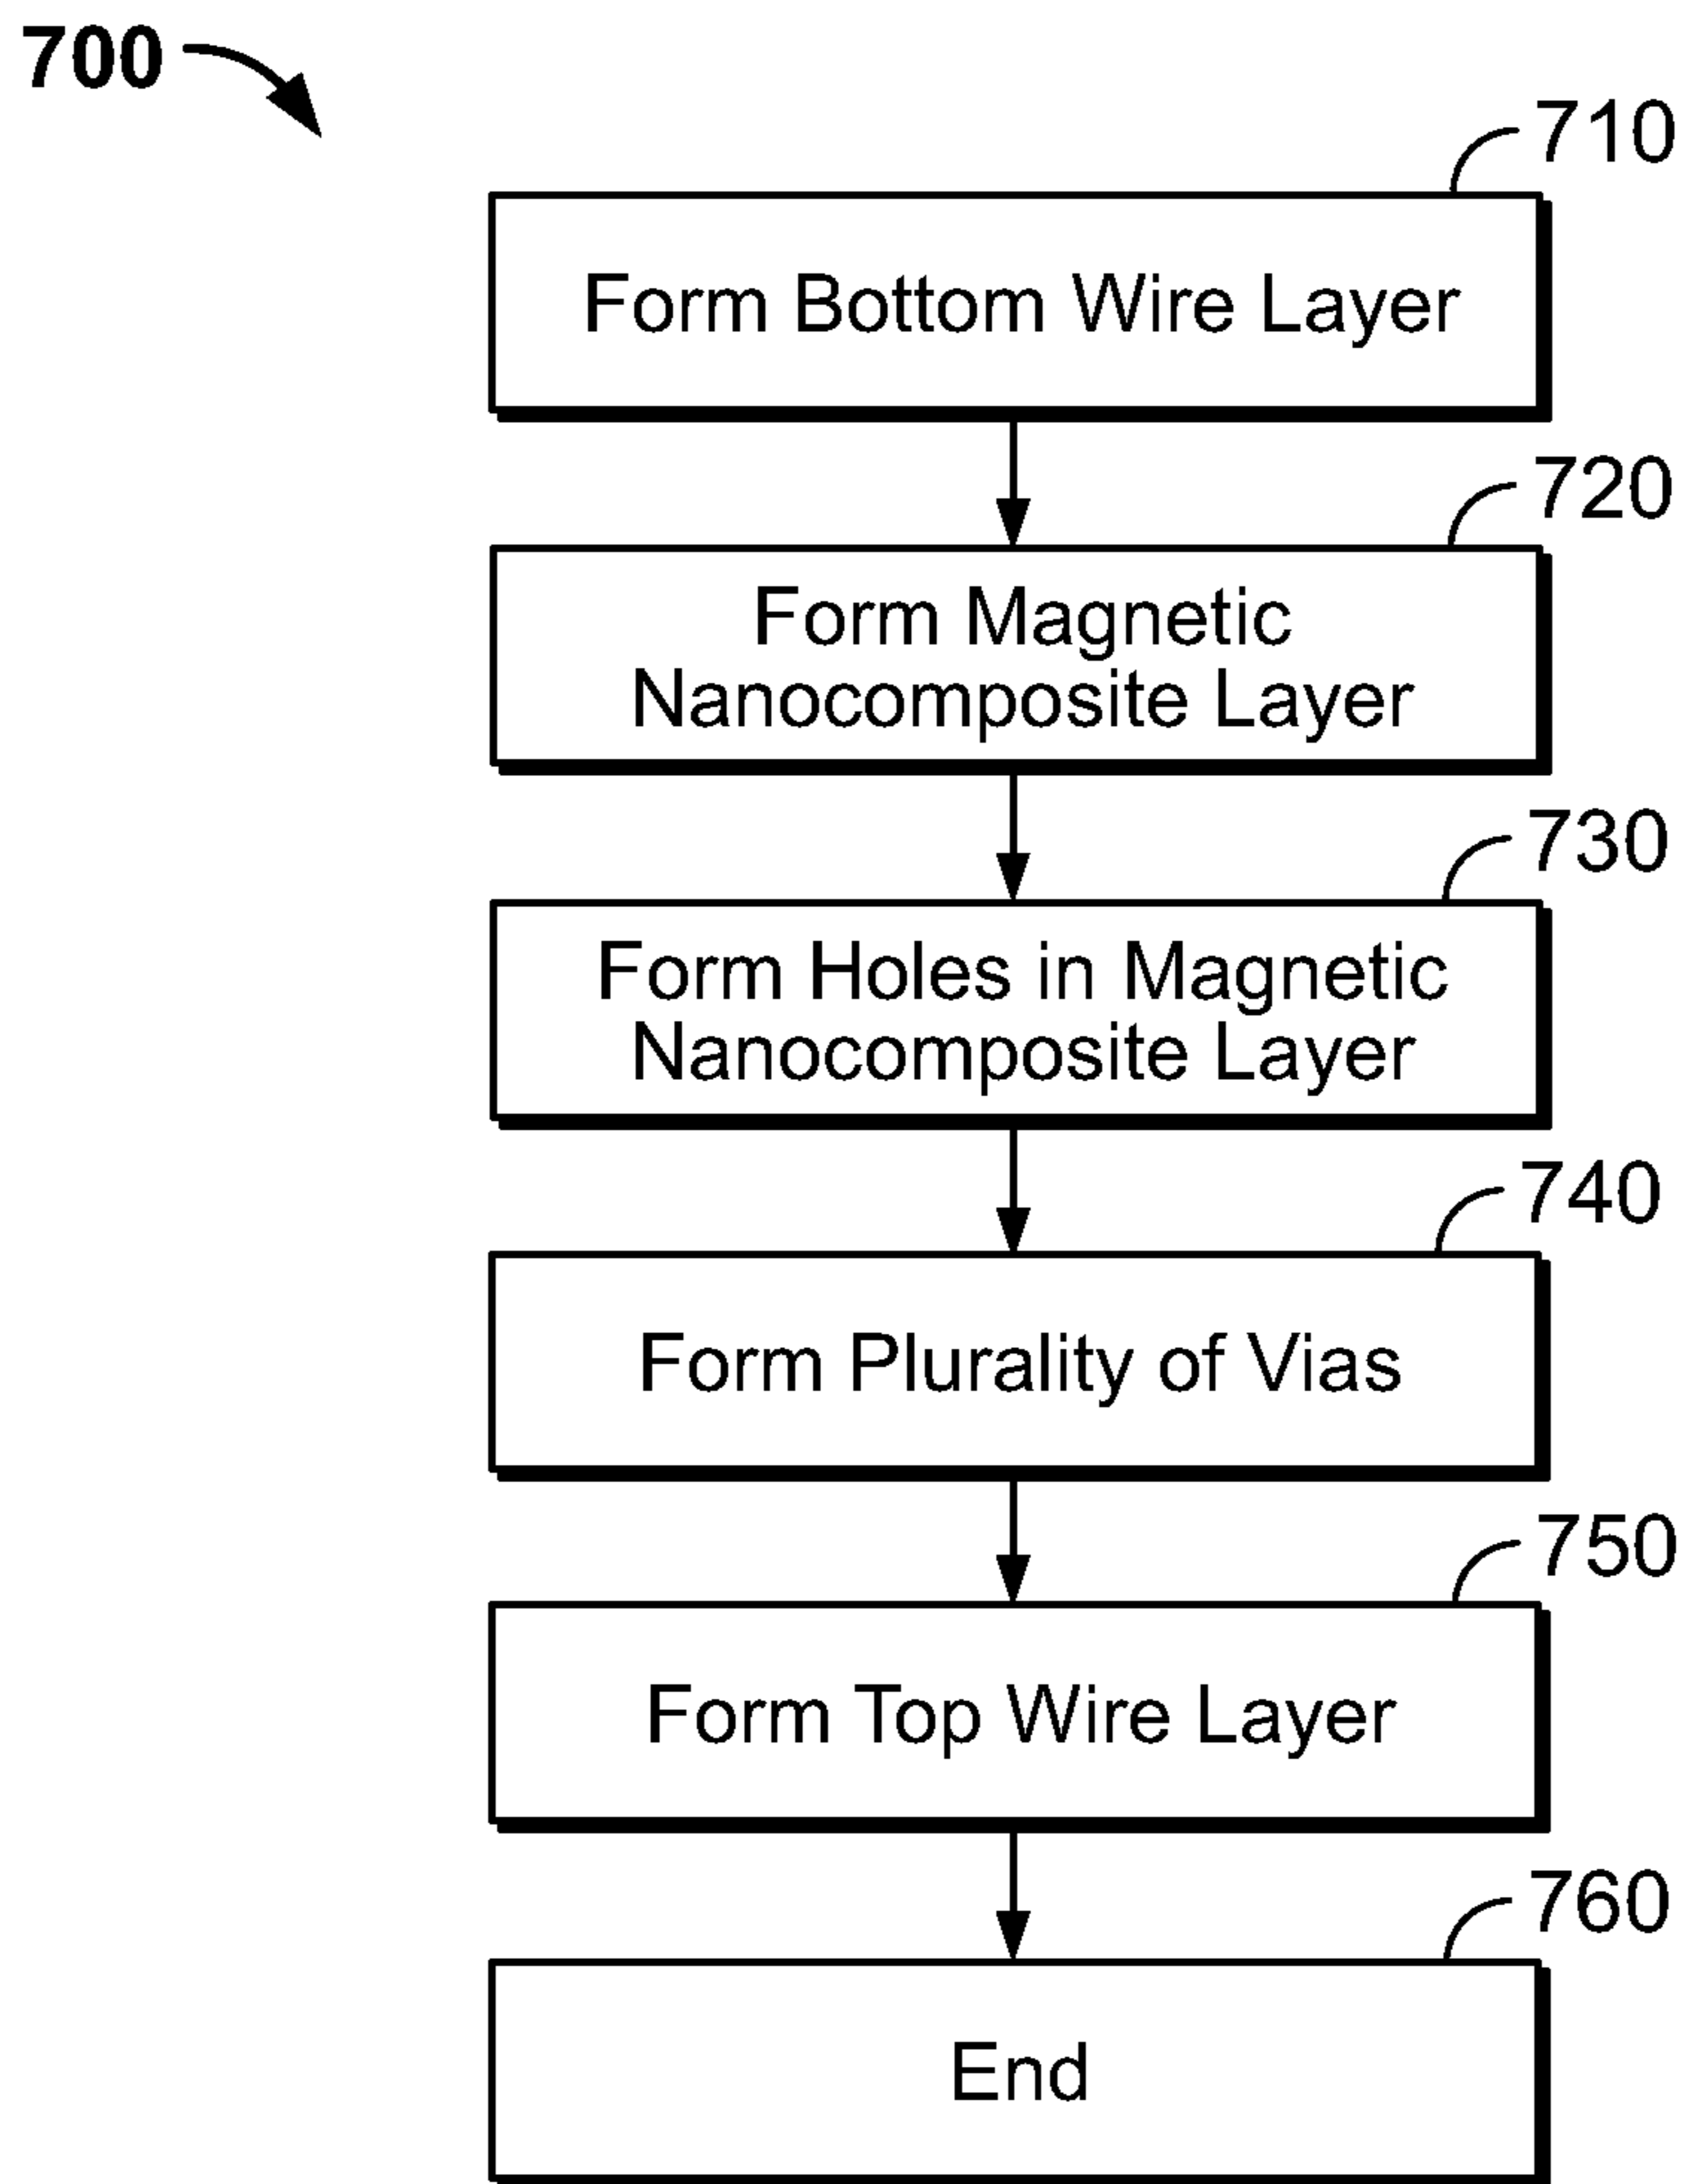 700
710
Form Bottom Wire Layer
720
Form Magnetic
Nanocomposite Layer
730
Form Holes in Magnetic
Nanocomposite Layer
740
Form Plurality of Vias
750
Form Top Wire Layer
760
End